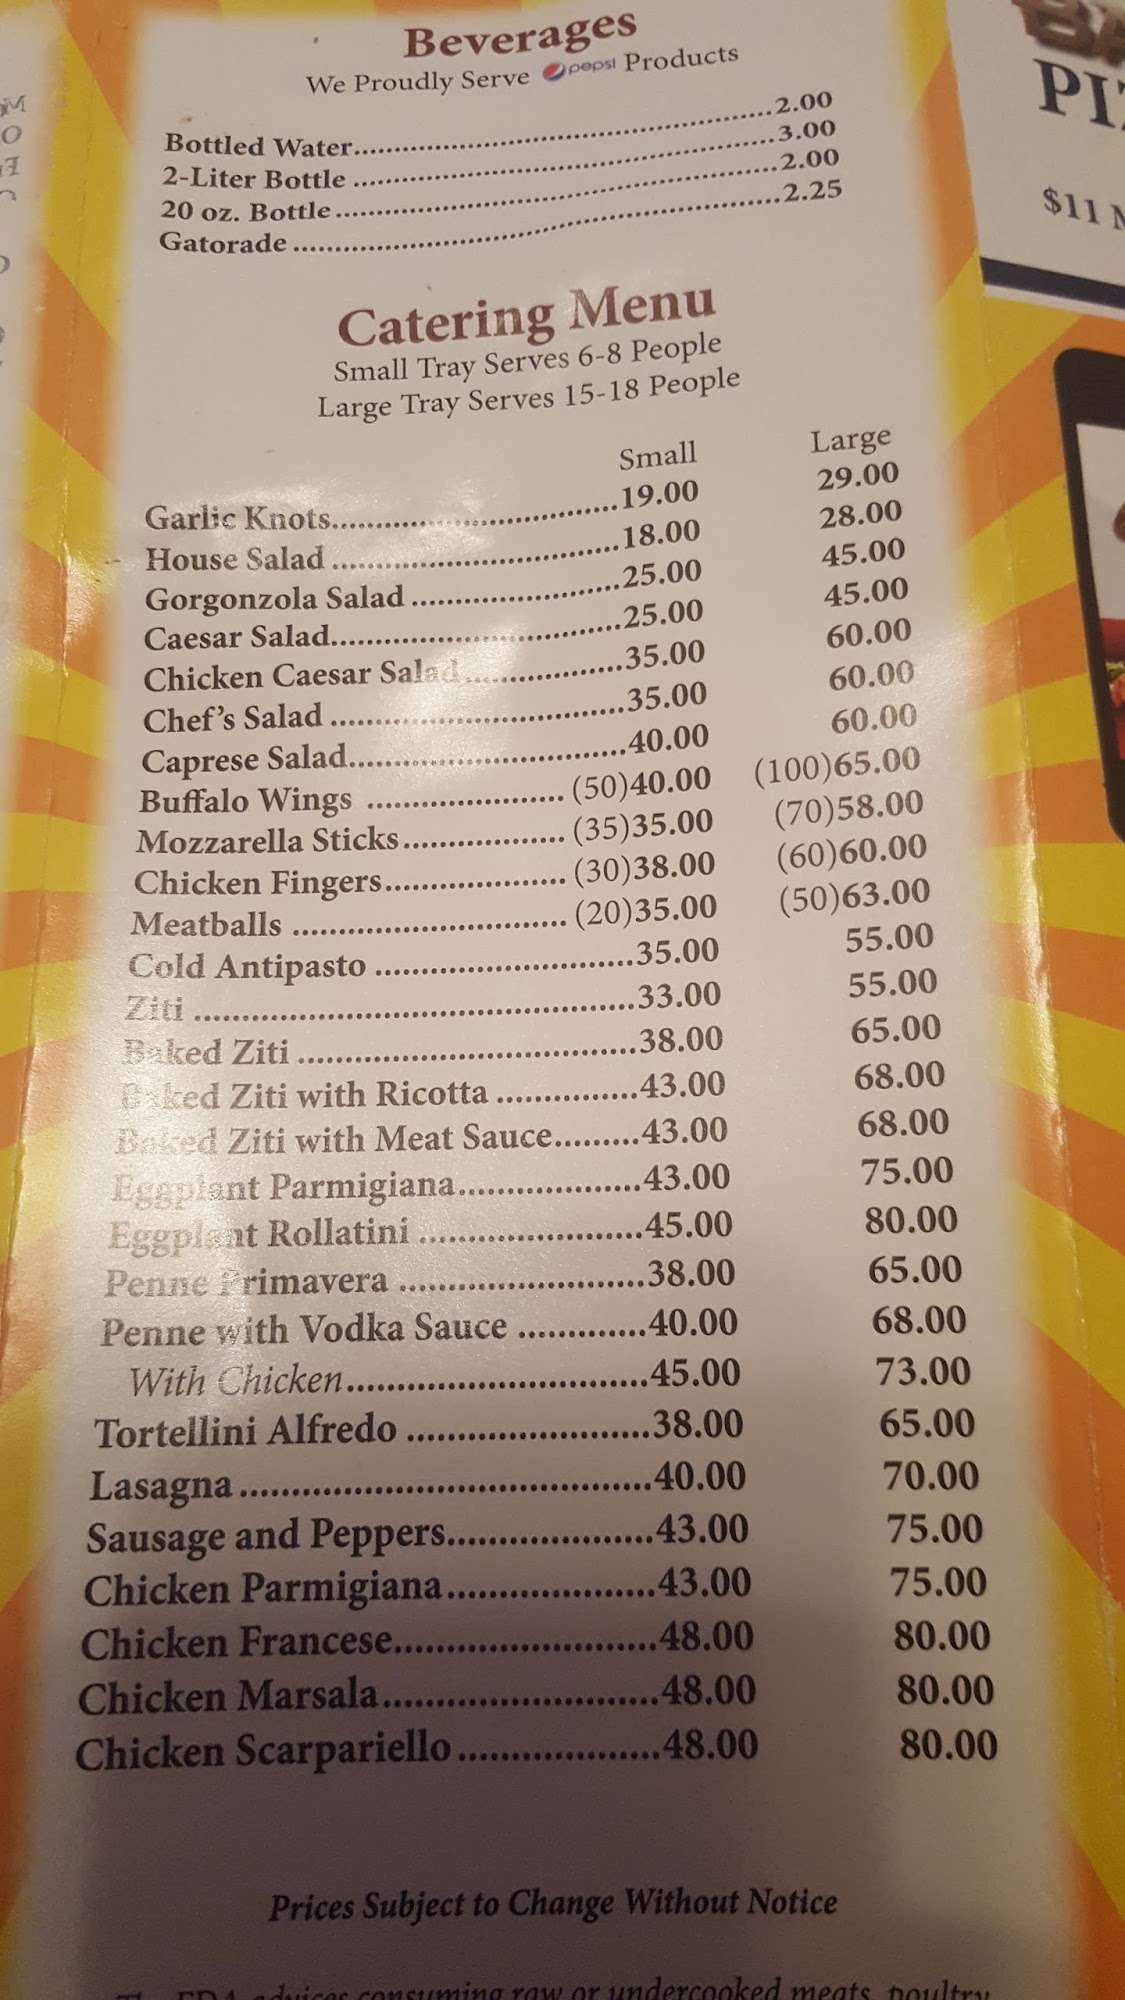 Beverages
We Proudly Serve pepsi Products
Bottled Water..........2.00
2-Liter Bottle..........3.00
20 oz. Bottle..........2.00
Gatorade..........2.25
Catering Menu
Small Tray Serves 6-8 People
Large Tray Serves 15-18 People
Small Large
Garlic Knots..........19.00 29.00
House Salad..........18.00 28.00
Gorgonzola Salad..........25.00 45.00
Caesar Salad..........25.00 45.00
Chicken Caesar Salad..........35.00 60.00
Chef's Salad..........35.00 60.00
Caprese Salad..........40.00 60.00
Buffalo Wings..........(50)40.00 (100)65.00
Mozzarella Sticks..........(35)35.00 (70)58.00
Chicken Fingers..........(30)38.00 (60)60.00
Meatballs..........(20)35.00 (50)63.00
Cold Antipasto..........35.00 55.00
Ziti..........33.00 55.00
Baked Ziti..........38.00 65.00
Baked Ziti with Ricotta..........43.00 68.00
Baked Ziti with Meat Sauce..........43.00 68.00
Eggplant Parmigiana..........43.00 75.00
Eggplant Rollatini..........45.00 80.00
Penne Primavera..........38.00 65.00
Penne with Vodka Sauce..........40.00 68.00
With Chicken..........45.00 73.00
Tortellini Alfredo..........38.00 65.00
Lasagna..........40.00 70.00
Sausage and Peppers..........43.00 75.00
Chicken Parmigiana..........43.00 75.00
Chicken Francese..........48.00 80.00
Chicken Marsala..........48.00 80.00
Chicken Scarpariello..........48.00 80.00
Prices Subject to Change Without Notice
The FDA advises consuming raw or undercooked meats, poultry
$11